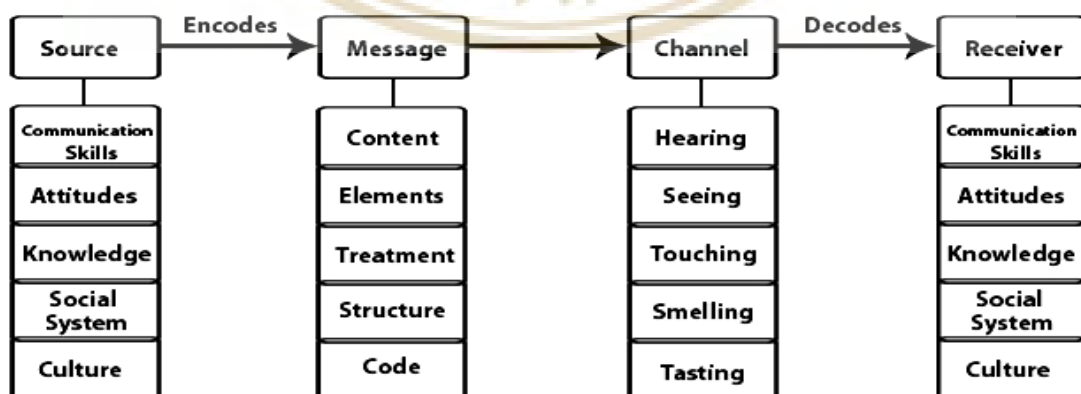 Encodes
Decodes
Source
Message
Channel
Receiver
Communication
Skills
Content
Hearing
Communication
Skills
Attitudes
Elements
Seeing
Attitudes
Knowledge
Treatment
Touching
Knowledge
Social
System
Structure
Smelling
Social
System
Culture
Code
Tasting
Culture